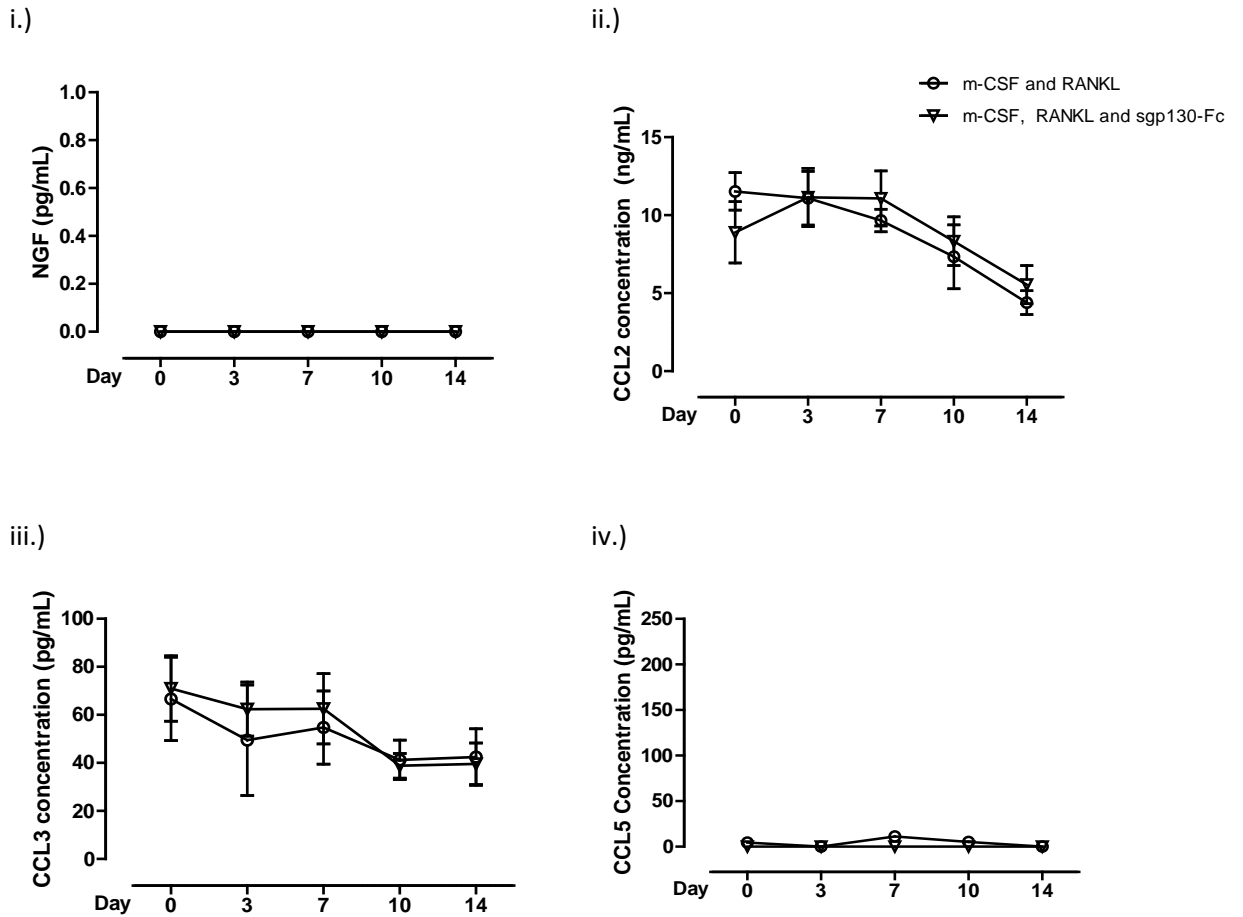 i.)
ii.)
m-CSF and RANKL
m-CSF, RANKL and sgp130-Fc
NGF (pg/mL)
1.0
0.8
0.6
0.4
0.2
0.0
Day 0 3 7 10 14
CCL2 concentration (ng/mL)
15
10
5
0
Day 0 3 7 10 14
iii.)
iv.)
CCL3 concentration (pg/mL)
100
80
60
40
20
0
Day 0 3 7 10 14
CCL5 Concentration (pg/mL)
250
200
150
100
50
0
Day 0 3 7 10 14